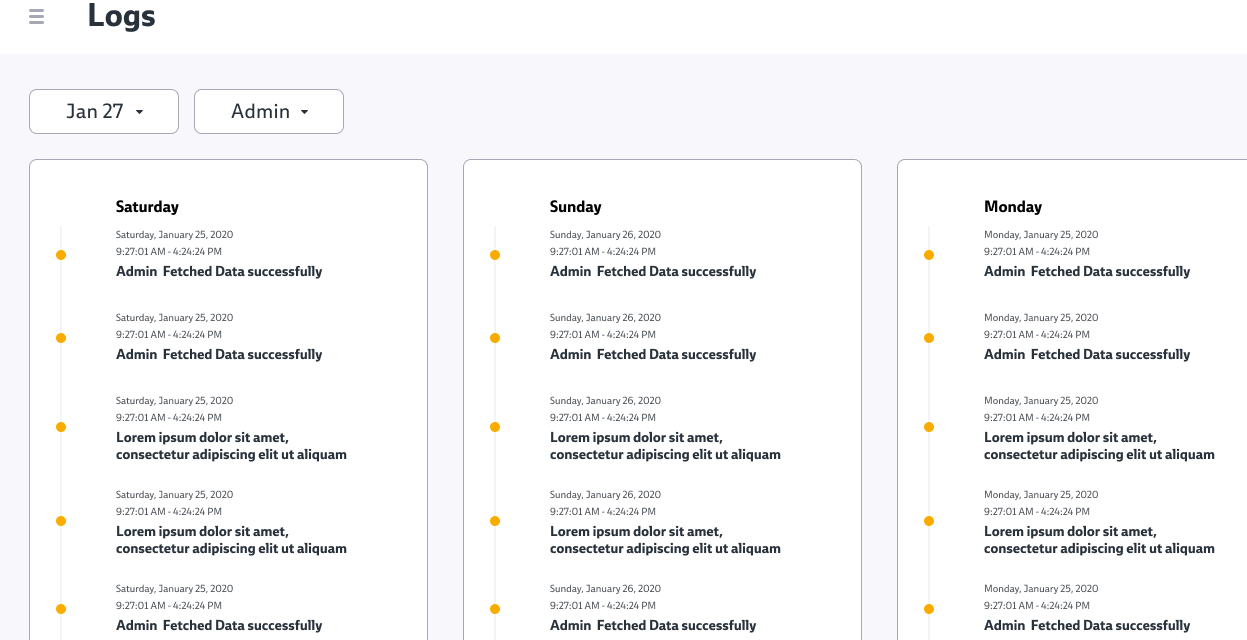 Logs
Jan 27
Admin
Saturday
Saturday, January 25, 2020
9:27:01 AM - 4:24:24 PM
Admin  Fetched Data successfully
Saturday, January 25, 2020
9:27:01 AM - 4:24:24 PM
Admin  Fetched Data successfully
Saturday, January 25, 2020
9:27:01 AM - 4:24:24 PM
Lorem ipsum dolor sit amet,
consectetur adipiscing elit ut aliquam
Saturday, January 25, 2020
9:27:01 AM - 4:24:24 PM
Lorem ipsum dolor sit amet,
consectetur adipiscing elit ut aliquam
Saturday, January 25, 2020
9:27:01 AM - 4:24:24 PM
Admin  Fetched Data successfully
Sunday
Sunday, January 26, 2020
9:27:01 AM - 4:24:24 PM
Admin  Fetched Data successfully
Sunday, January 26, 2020
9:27:01 AM - 4:24:24 PM
Admin  Fetched Data successfully
Sunday, January 26, 2020
9:27:01 AM - 4:24:24 PM
Lorem ipsum dolor sit amet,
consectetur adipiscing elit ut aliquam
Sunday, January 26, 2020
9:27:01 AM - 4:24:24 PM
Lorem ipsum dolor sit amet,
consectetur adipiscing elit ut aliquam
Sunday, January 26, 2020
9:27:01 AM - 4:24:24 PM
Admin  Fetched Data successfully
Monday
Monday, January 25, 2020
9:27:01 AM - 4:24:24 PM
Admin  Fetched Data successfully
Monday, January 25, 2020
9:27:01 AM - 4:24:24 PM
Admin  Fetched Data successfully
Monday, January 25, 2020
9:27:01 AM - 4:24:24 PM
Lorem ipsum dolor sit amet,
consectetur adipiscing elit ut aliquam
Monday, January 25, 2020
9:27:01 AM - 4:24:24 PM
Lorem ipsum dolor sit amet,
consectetur adipiscing elit ut aliquam
Monday, January 25, 2020
9:27:01 AM - 4:24:24 PM
Admin  Fetched Data successfully